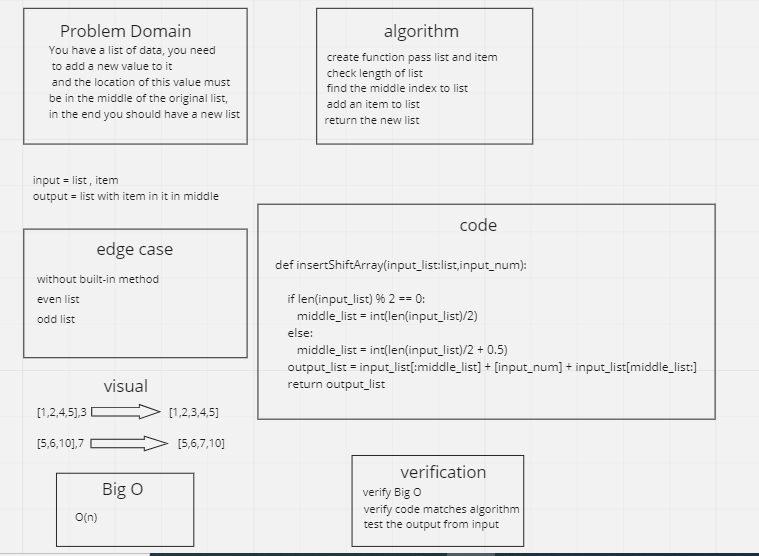 Problem Domain
You have a list of data, you need
to add a new value to it
and the location of this value must
be in the middle of the original list,
in the end you should have a new list
algorithm
create function pass list and item
check length of list
find the middle index to list
add an item to list
return the new list
input = list , item
output = list with item in it in middle
edge case
without built-in method
even list
odd list
code
def insertShiftArray(input_list:list,input_num):
if len(input_list) % 2 == 0:
middle_list = int(len(input_list)/2)
else:
middle_list = int(len(input_list)/2 + 0.5)
output_list = input_list[:middle_list] + [input_num] + input_list[middle_list:]
return output_list
visual
[1,2,4,5],3 [1,2,3,4,5]
[5,6,10],7 [5,6,7,10]
Big O
O(n)
verification
verify Big O
verify code matches algorithm
test the output from input